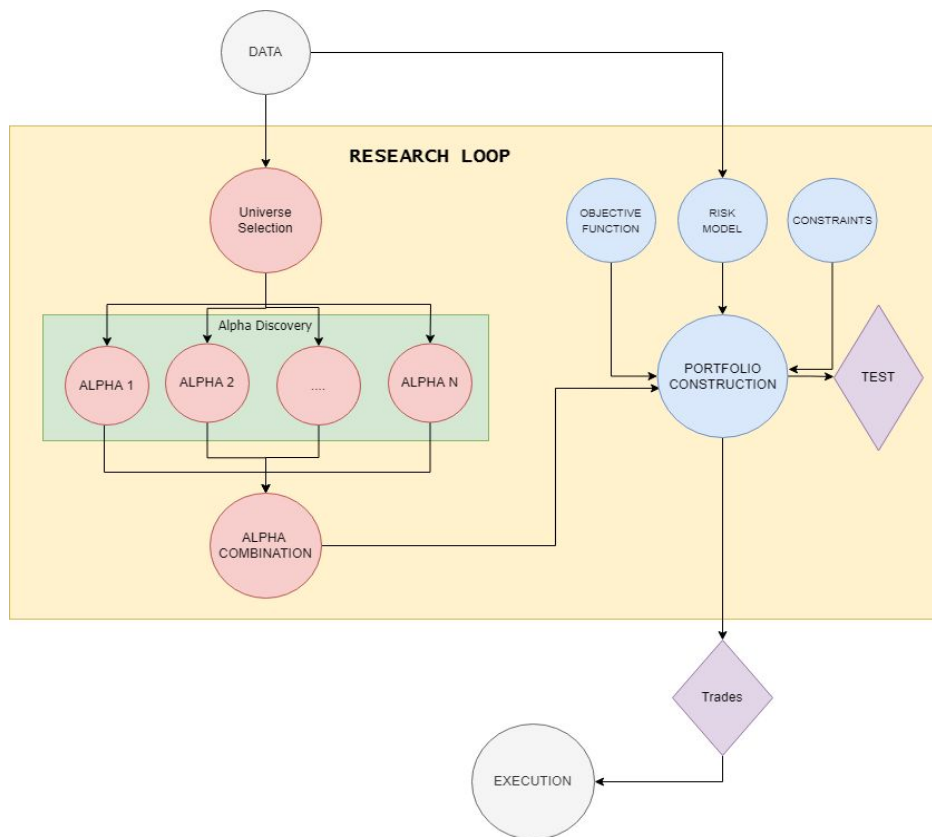 DATA
RESEARCH LOOP
Universe
Selection
OBJECTIVE
FUNCTION
RISK
MODEL
CONSTRAINTS
Alpha Discovery
ALPHA 1
ALPHA 2
....
ALPHA N
PORTFOLIO
CONSTRUCTION
TEST
ALPHA
COMBINATION
Trades
EXECUTION